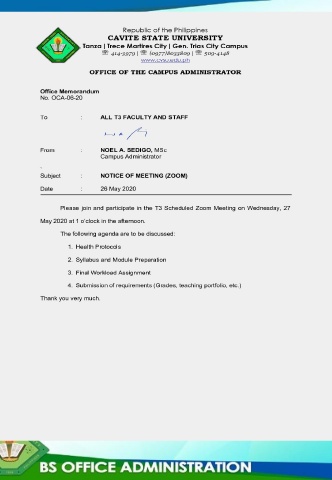 Republic of the Philippines
CAVITE STATE UNIVERSITY
Tanza | Trece Martires City | Gen. Trias City Campus
☏ 414-3979 | ☏ | ☏ 509-4148
www.cvsu.edu.ph
OFFICE OF THE CAMPUS ADMINISTRATOR
Office Memorandum
No. OCA-06-20
To : ALL T3 FACULTY AND STAFF
From : NOEL A. SEDIGO, MSc
Campus Administrator
Subject : NOTICE OF MEETING (ZOOM)
Date : 26 May 2020
Please join and participate in the T3 Scheduled Zoom Meeting on Wednesday, 27
May 2020 at 1 o'clock in the afternoon.
The following agenda are to be discussed:
1. Health Protocols
2. Syllabus and Module Preparation
3. Final Workload Assignment
4. Submission of requirements (Grades, teaching portfolio, etc.)
Thank you very much.
BS OFFICE ADMINISTRATION